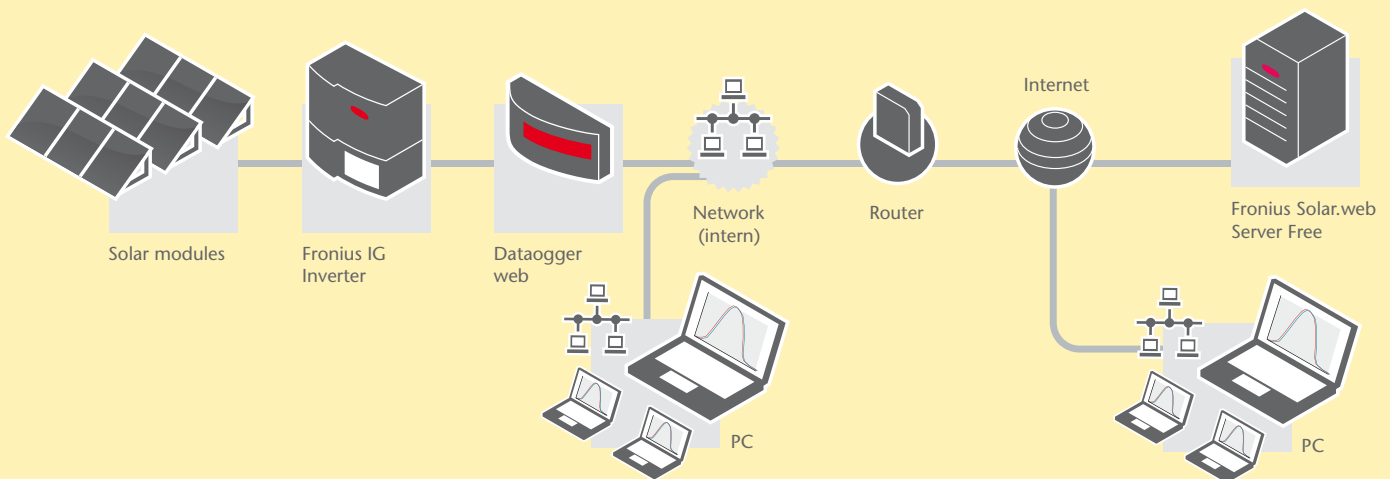 Internet
Solar modules
Fronius IG
Inverter
Dataogger
web
Network
(intern)
Router
Fronius Solar.web
Server Free
PC
PC